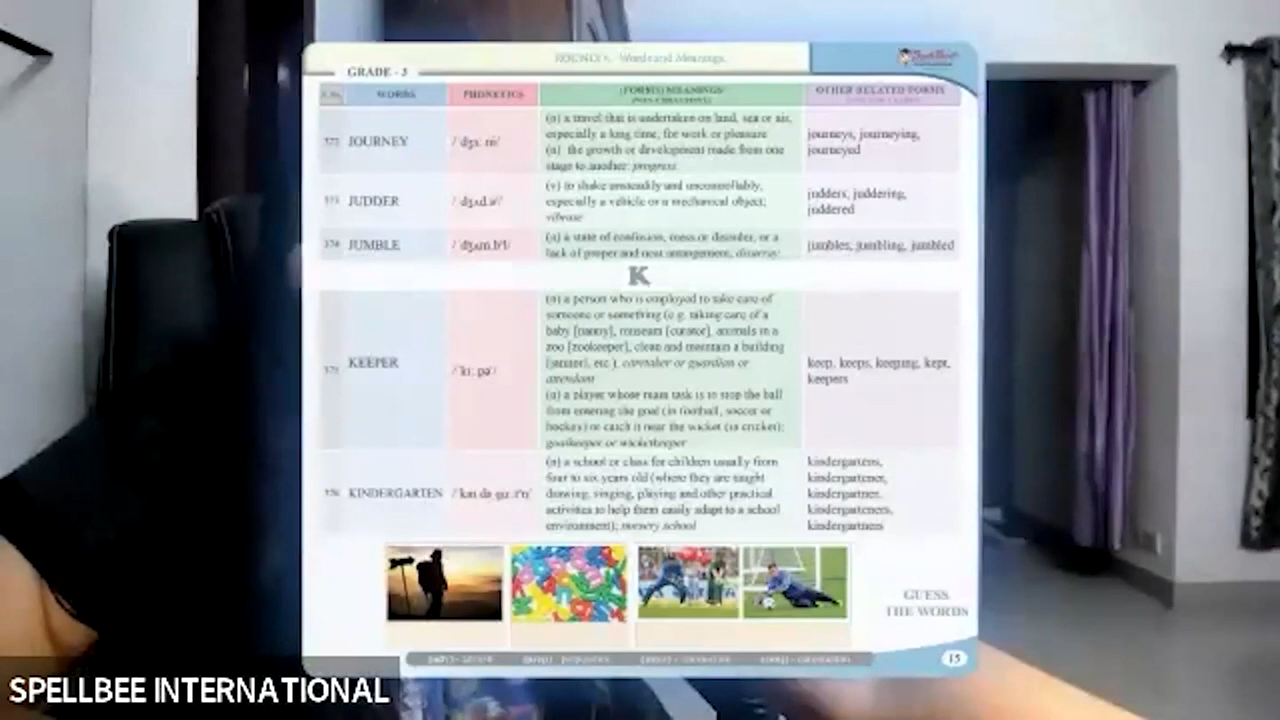 ROUND 1 - Words and Meanings
GRADE - 3
WORDS PHONETICS (FORMS) MEANINGS OTHER RELATED FORMS
JOURNEY
(n) a travel that is undertaken on land, sea or air,
especially a long time, for work or pleasure
(n) the growth or development made from one
stage to another: progress
journeys, journeying,
journeyed
JUDDER
(v) to shake unsteadily and uncontrollably,
especially a vehicle or a mechanical object;
vibrate
judders, juddering,
juddered
JUMBLE
(n) a state of confusion, mess or disorder, or a
lack of proper and neat arrangement, disarray
jumbles, jumbling, jumbled
K
KEEPER
(n) a person who is employed to take care of
someone or something (e.g. taking care of a
baby [nanny], museum [curator], animals in a
zoo [zookeeper], clean and maintain a building
[janitor], etc.), caretaker or guardian or
attendant
(n) a player whose main task is to stop the ball
from entering the goal (in football, soccer or
hockey) or catch it near the wicket (in cricket);
goalkeeper or wicketkeeper
keep, keeps, keeping, kept,
keepers
KINDERGARTEN
(n) a school or class for children usually from
four to six years old (where they are taught
drawing, singing, playing and other practical
activities to help them easily adapt to a school
environment); nursery school
kindergartens,
kindergartener,
kindergartner,
kindergarteners,
kindergartners
GUESS
THE WORDS
15
SPELLBEE INTERNATIONAL